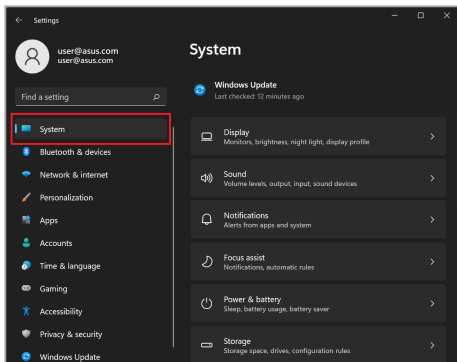 Settings
user@asus.com
user@asus.com
Find a setting
System
Bluetooth & devices
Network & internet
Personalization
Apps
Accounts
Time & language
Gaming
Accessibility
Privacy & security
Windows Update
System
Windows Update
Last checked: 12 minutes ago
Display
Monitors, brightness, night light, display profile
Sound
Volume levels, output, input, sound devices
Notifications
Alerts from apps and system
Focus assist
Notifications, automatic rules
Power & battery
Sleep, battery usage, battery saver
Storage
Storage space, drives, configuration rules